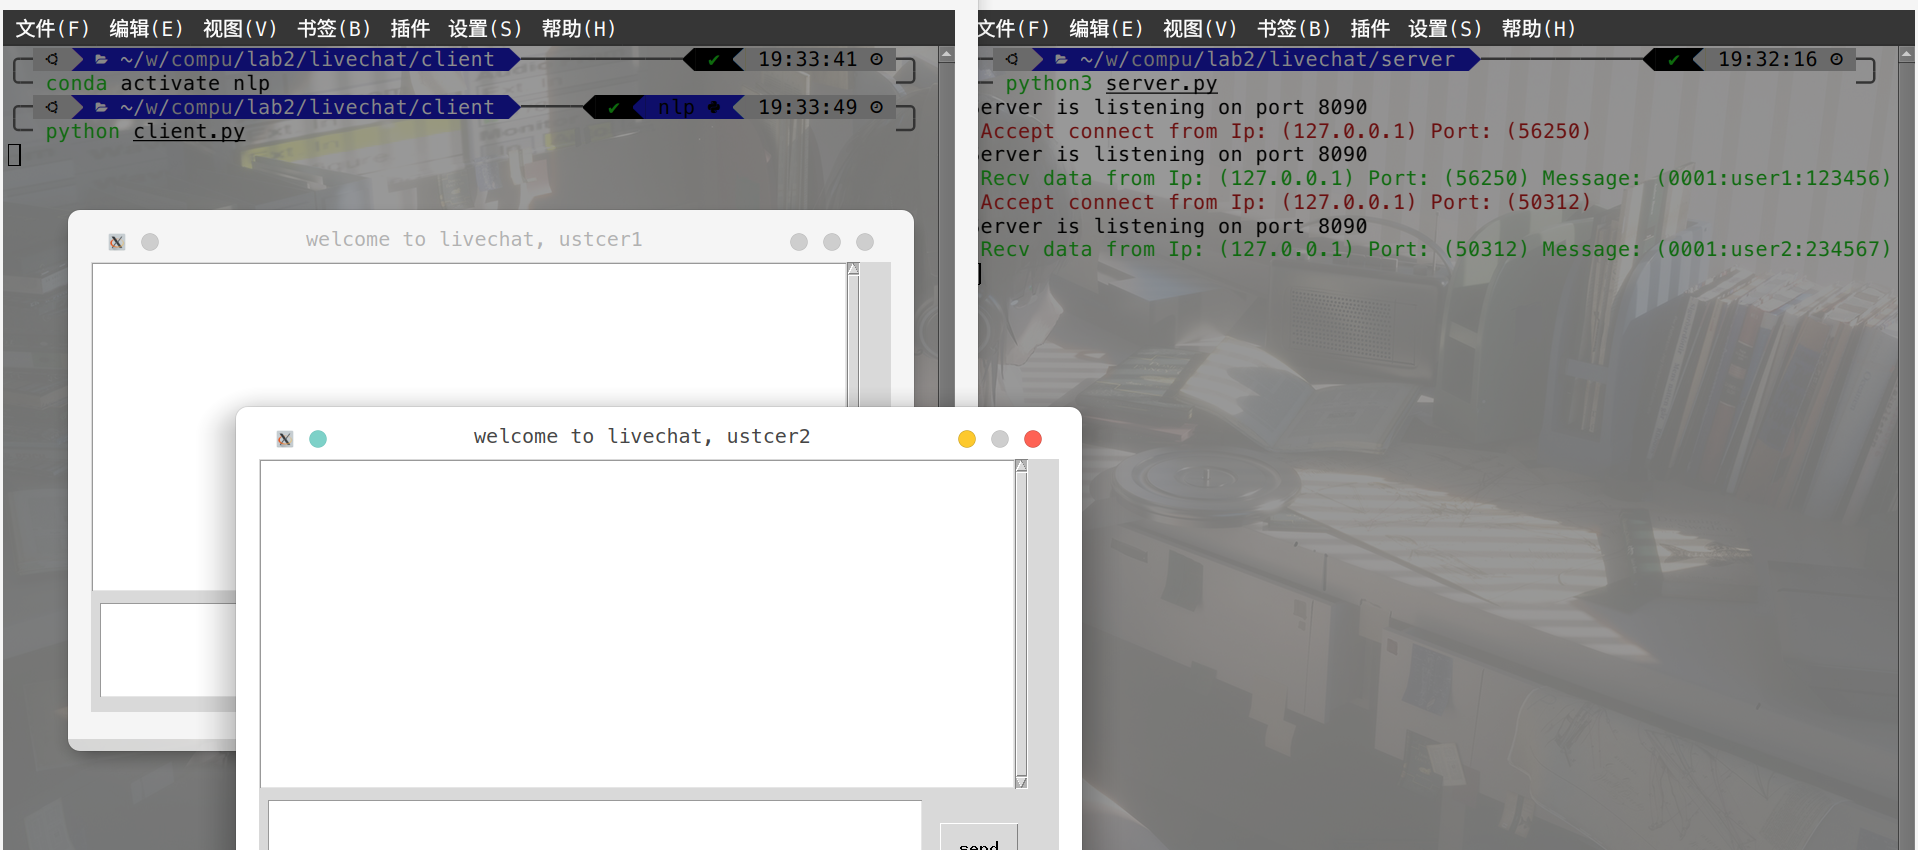 文件(F) 编辑(E) 视图(V) 书签(B) 插件 设置(S) 帮助(H)
~/w/compu/lab2/livechat/client ✔ 19:33:41
conda activate nlp
~/w/compu/lab2/livechat/client ✔ nlp 19:33:49
python client.py
welcome to livechat, ustcer1
welcome to livechat, ustcer2
send
文件(F) 编辑(E) 视图(V) 书签(B) 插件 设置(S) 帮助(H)
~/w/compu/lab2/livechat/server ✔ 19:32:16
python3 server.py
erver is listening on port 8090
Accept connect from Ip: (127.0.0.1) Port: (56250)
erver is listening on port 8090
Recv data from Ip: (127.0.0.1) Port: (56250) Message: (0001:user1:123456)
Accept connect from Ip: (127.0.0.1) Port: (50312)
erver is listening on port 8090
Recv data from Ip: (127.0.0.1) Port: (50312) Message: (0001:user2:234567)